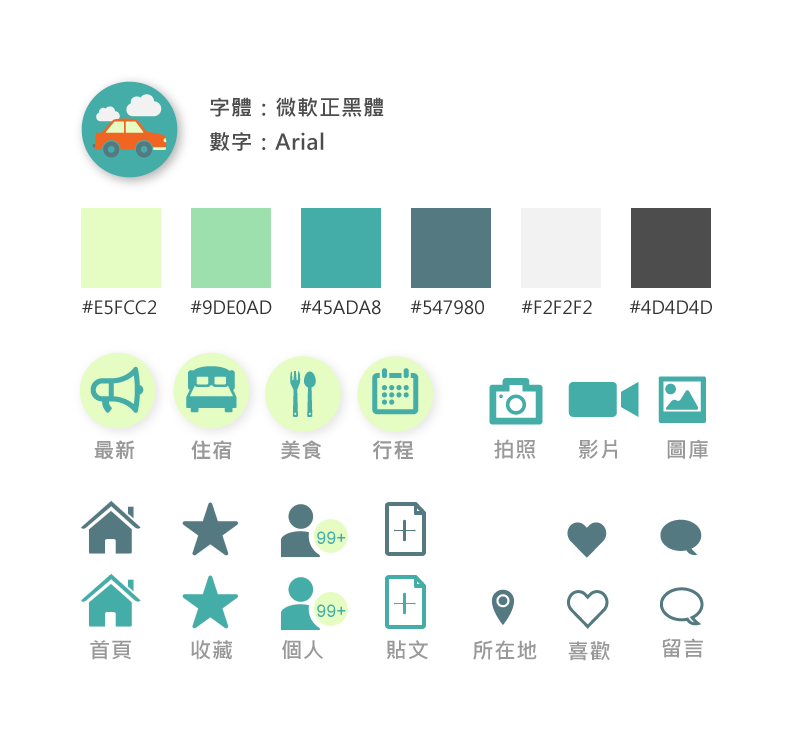 字體：微軟正黑體
數字：Arial
#E5FCC2 #9DE0AD #45ADA8 #547980 #F2F2F2 #4D4D4D
最新 住宿 美食 行程 拍照 影片 圖庫
99+
99+
首頁 收藏 個人 貼文 所在地 喜歡 留言